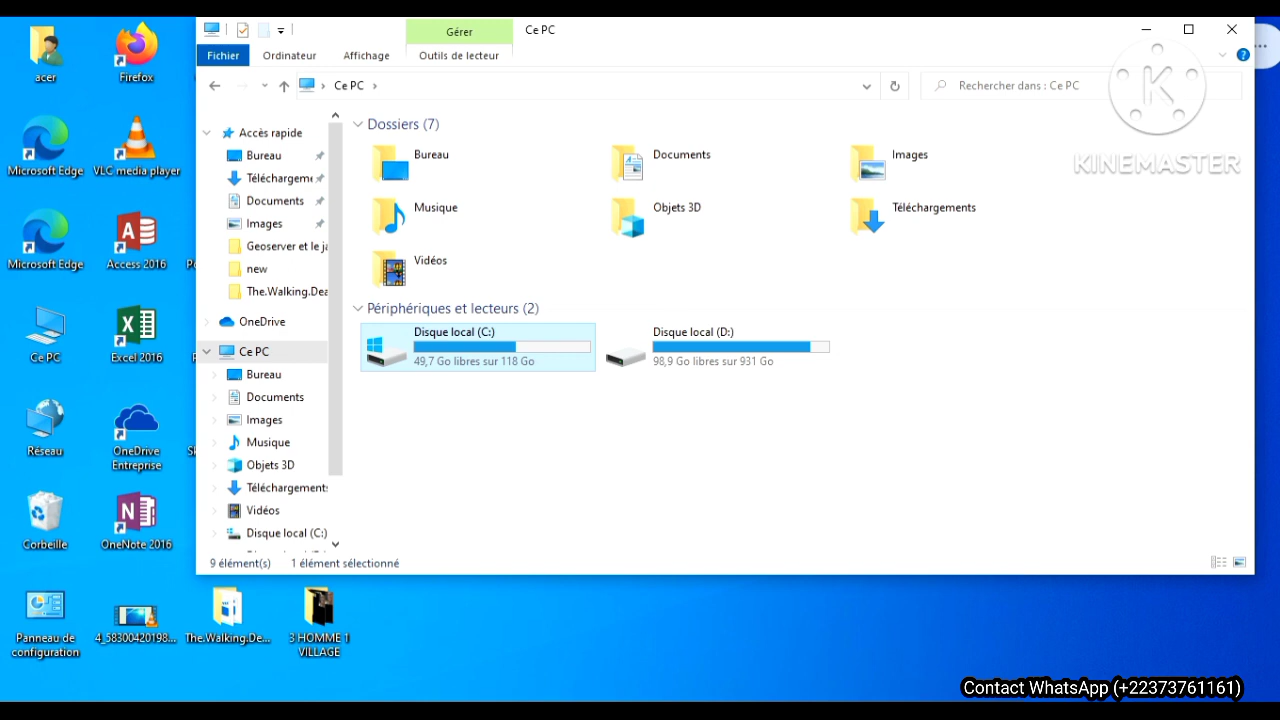 acer
Firefox
Microsoft Edge
VLC media player
Microsoft Edge
Access 2016
Ce PC
Excel 2016
Réseau
OneDrive
Entreprise
Corbeille
OneNote 2016
Panneau de
configuration
4_58300420198...
The.Walking.De...
3 HOMME 1
VILLAGE
Gérer
Ce PC
Fichier
Ordinateur
Affichage
Outils de lecteur
Ce PC
Rechercher dans : Ce PC
K
KINEMASTER
Accès rapide
Bureau
Téléchargem
Documents
Images
Geoserver et le ja
new
The.Walking.Dea
OneDrive
Ce PC
Bureau
Documents
Images
Musique
Objets 3D
Téléchargements
Vidéos
Disque local (C:)
Dossiers (7)
Bureau
Documents
Images
Musique
Objets 3D
Téléchargements
Vidéos
Périphériques et lecteurs (2)
Disque local (C:)
49,7 Go libres sur 118 Go
Disque local (D:)
98,9 Go libres sur 931 Go
9 élément(s)
1 élément sélectionné
Contact WhatsApp (+22373761161)